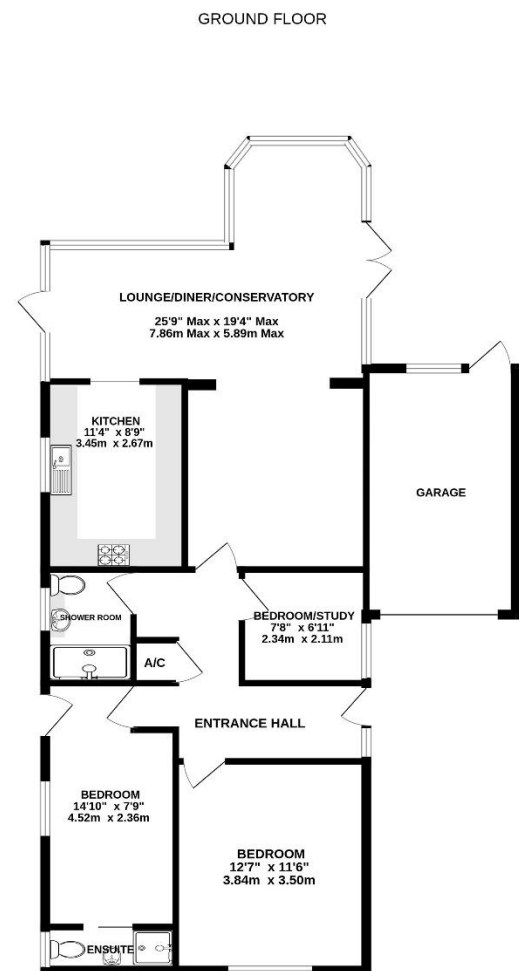 GROUND FLOOR
LOUNGE/DINER/CONSERVATORY
25'9" Max x 19'4" Max
7.86m Max x 5.89m Max
KITCHEN
11'4" x 8'9"
3.45m x 2.67m
GARAGE
SHOWER ROOM
BEDROOM/STUDY
7'8" x 6'11"
2.34m x 2.11m
A/C
ENTRANCE HALL
BEDROOM
14'10" x 7'9"
4.52m x 2.36m
BEDROOM
12'7" x 11'6"
3.84m x 3.50m
ENSUITE